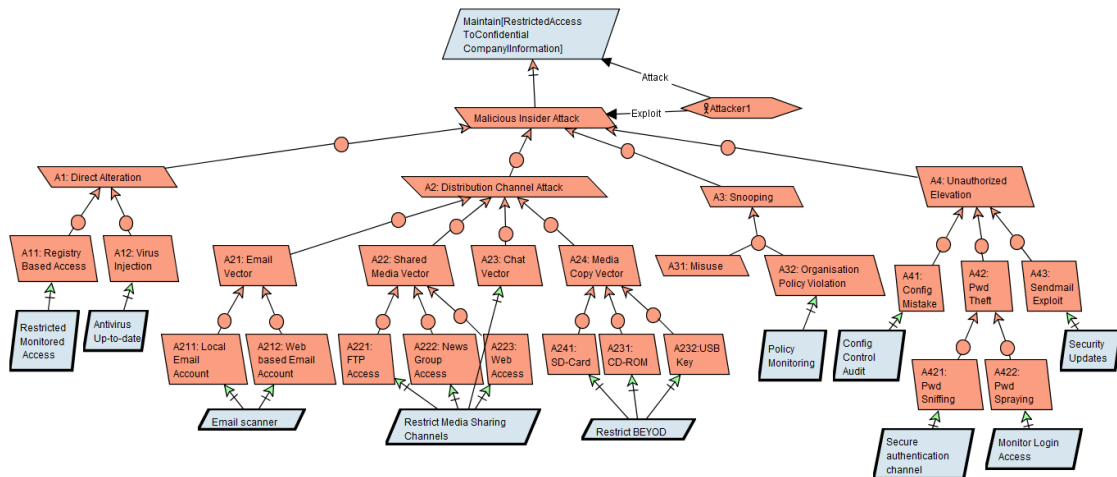 Maintain[RestrictedAccess
ToConfidential
CompanyInformation]
Attack
Exploit
Attacker1
Malicious Insider Attack
A1: Direct Alteration
A2: Distribution Channel Attack
A3: Snooping
A4: Unauthorized
Elevation
A11: Registry
Based Access
A12: Virus
Injection
A21: Email
Vector
A22: Shared
Media Vector
A23: Chat
Vector
A24: Media
Copy Vector
A31: Misuse
A32: Organisation
Policy Violation
A41:
Config
Mistake
A42:
Pwd
Theft
A43:
Sendmail
Exploit
Restricted
Monitored
Access
Antivirus
Up-to-date
A211: Local
Email
Account
A212: Web
based Email
Account
A221:
FTP
Access
A222: News
Group
Access
A223:
Web
Access
A241:
SD-Card
A231:
CD-ROM
A232:USB
Key
Policy
Monitoring
Config
Control
Audit
A421:
Pwd
Sniffing
A422:
Pwd
Spraying
Security
Updates
Email scanner
Restrict Media Sharing
Channels
Restrict BEYOD
Secure
authentication
channel
Monitor Login
Access